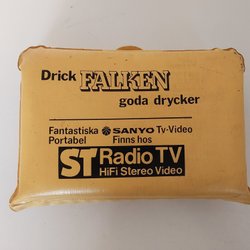 Drick FALKEN
goda drycker
Fantastiska SANYO Tv-Video
Portabel Finns hos
ST Radio TV
HiFi Stereo Video